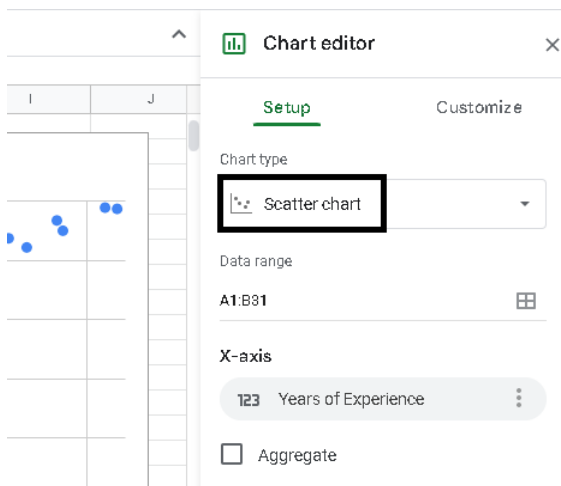 Chart editor
I J
Setup Customize
Chart type
Scatter chart
Data range
A1:B31
X-axis
123 Years of Experience
Aggregate